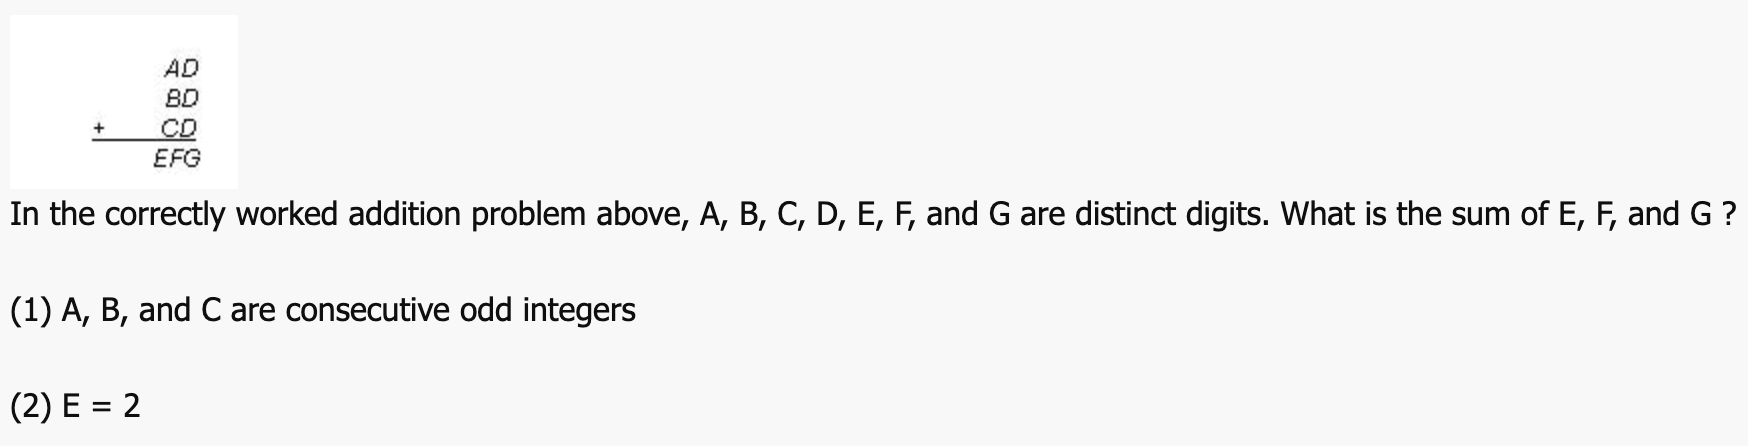 AD
BD
+ CD
EFG
In the correctly worked addition problem above, A, B, C, D, E, F, and G are distinct digits. What is the sum of E, F, and G ?
(1) A, B, and C are consecutive odd integers
(2) E = 2